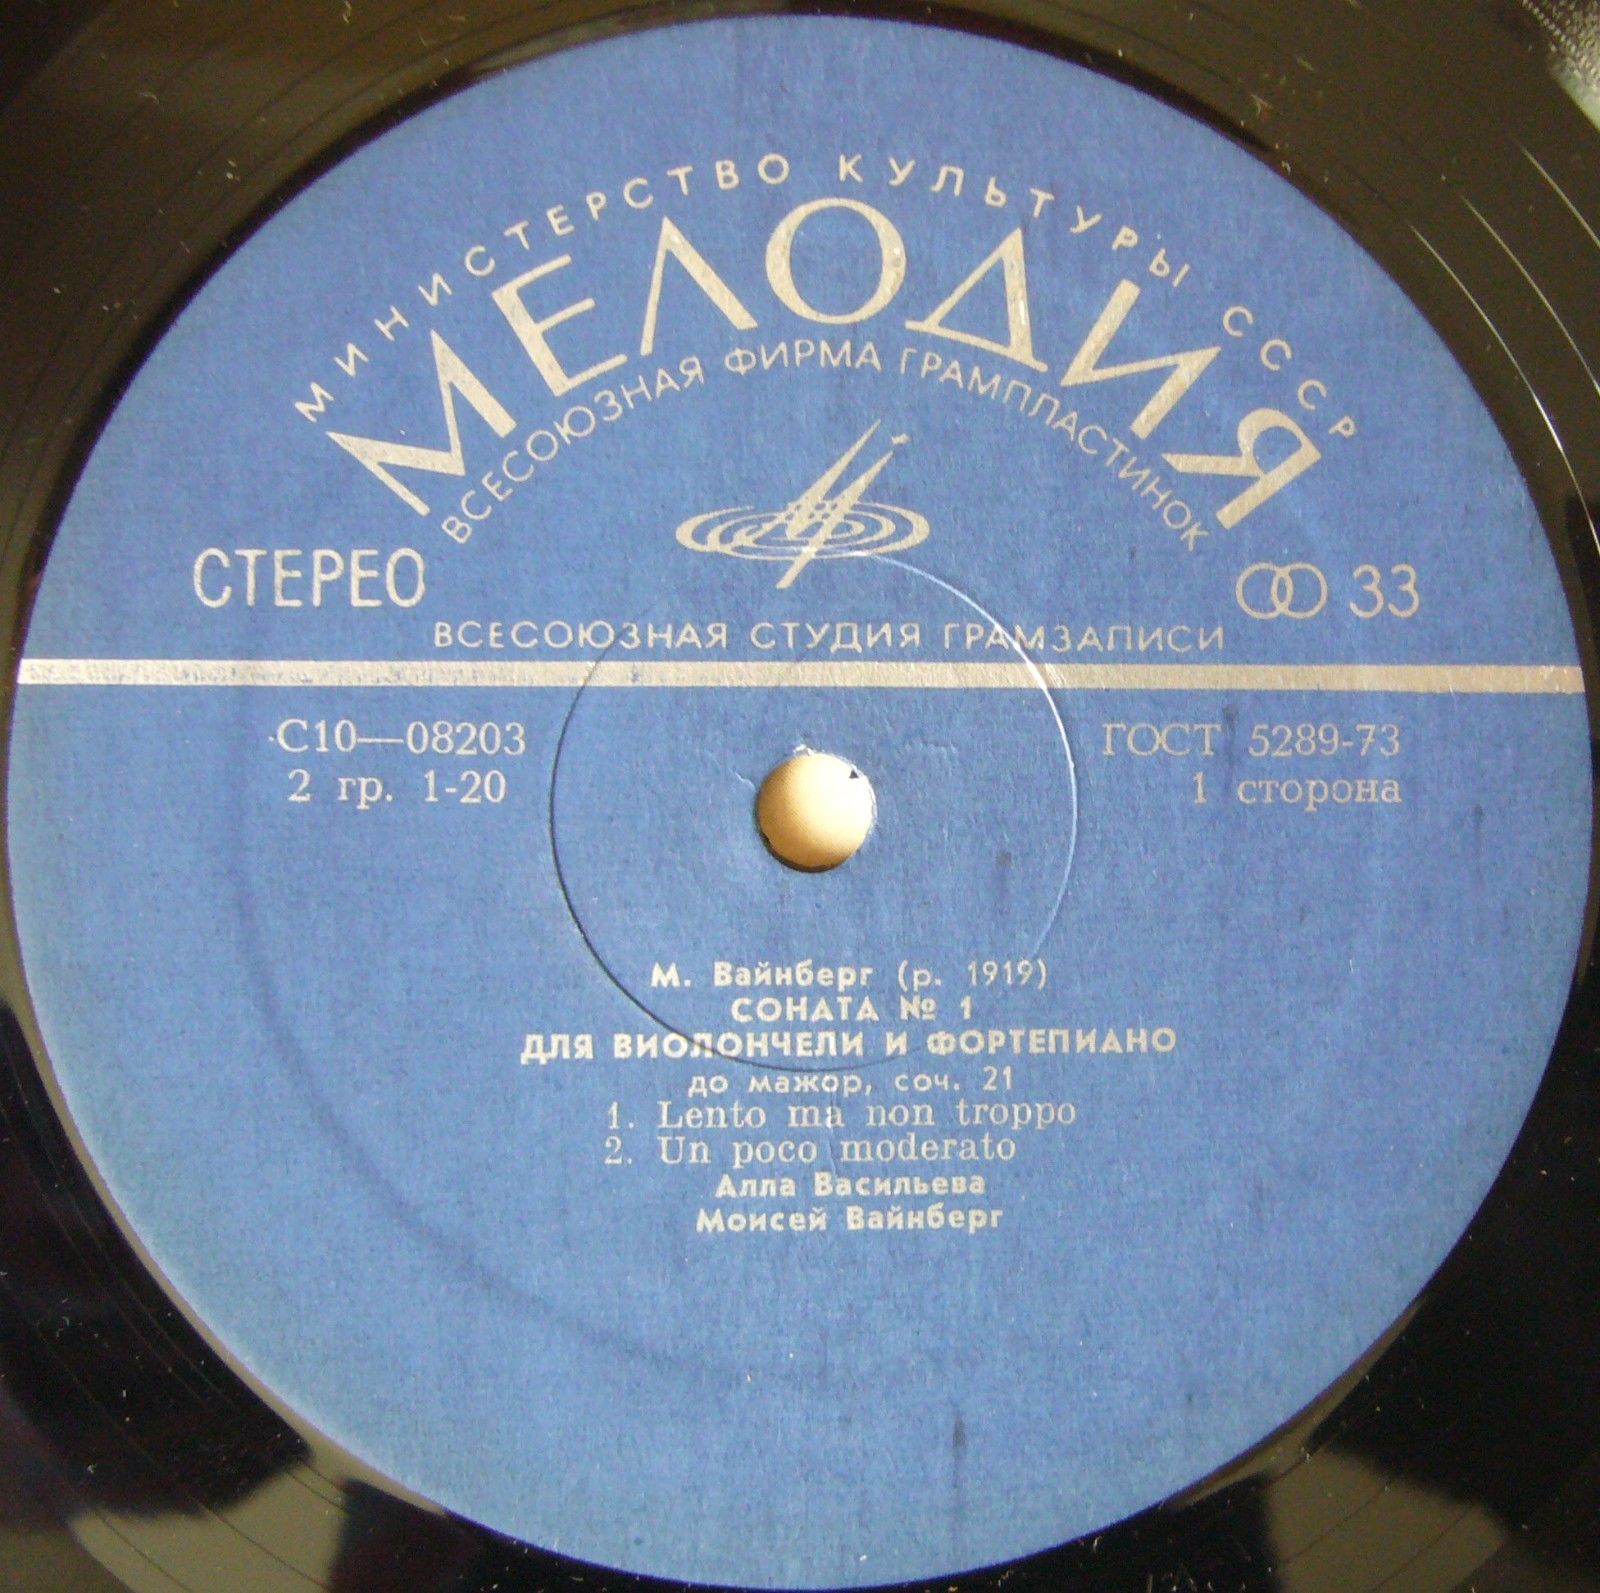 МИНИСТЕРСТВО КУЛЬТУРЫ СССР
МЕЛОДИЯ
ВСЕСОЮЗНАЯ ФИРМА ГРАМПЛАСТИНОК
СТЕРЕО
33
ВСЕСОЮЗНАЯ СТУДИЯ ГРАМЗАПИСИ
С10—08203
ГОСТ 5289-73
2 гр. 1-20
1 сторона
М. Вайнберг (р. 1919)
СОНАТА № 1
ДЛЯ ВИОЛОНЧЕЛИ И ФОРТЕПИАНО
до мажор, соч. 21
1. Lento ma non troppo
2. Un poco moderato
Алла Васильева
Моисей Вайнберг